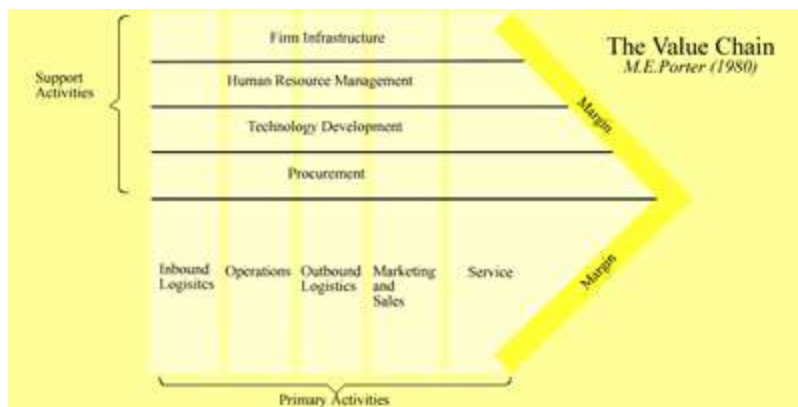 Firm Infrastructure
The Value Chain
M.E.Porter (1980)
Support
Activities
Human Resource Management
Margin
Technology Development
Procurement
Inbound
Logisitcs
Operations
Outbound
Logistics
Marketing
and
Sales
Service
Margin
Primary Activities